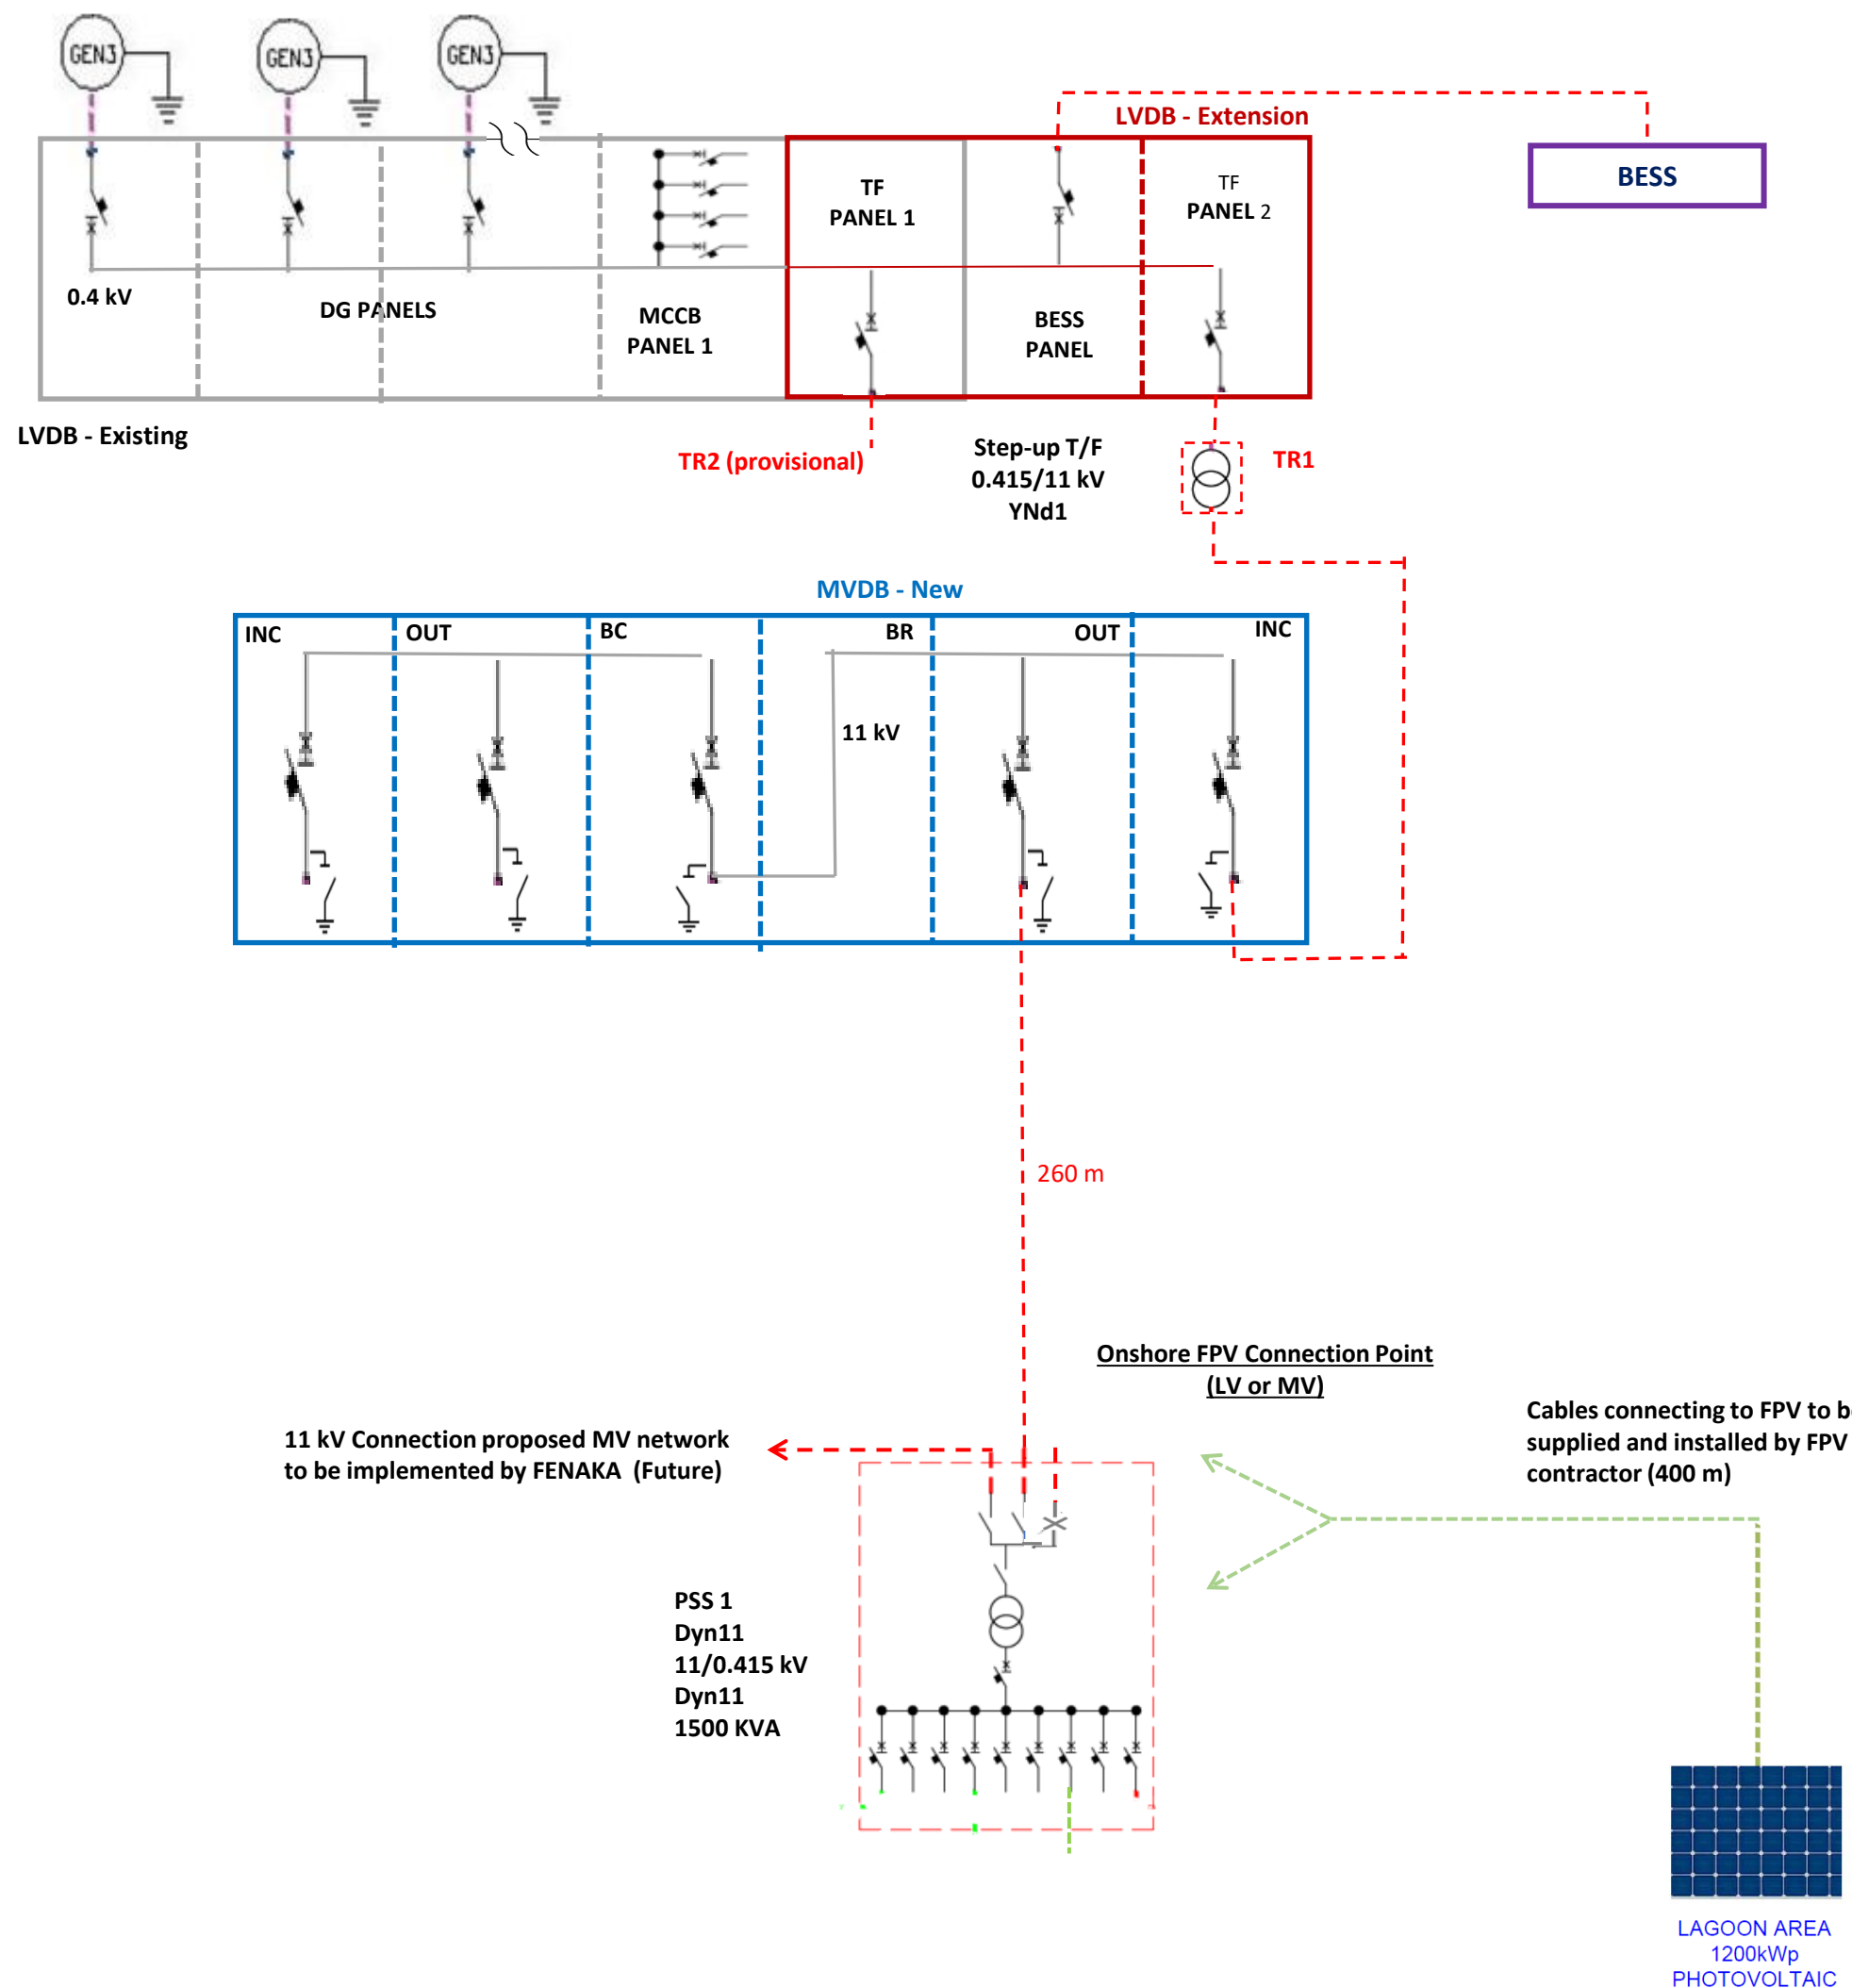 GEN3
GEN3
GEN3
LVDB - Extension
BESS
TF
PANEL 1
TF
PANEL 2
0.4 kV
DG PANELS
MCCB
PANEL 1
BESS
PANEL
LVDB - Existing
TR2 (provisional)
Step-up T/F
0.415/11 kV
YNd1
TR1
MVDB - New
INC
OUT
BC
BR
OUT
INC
11 kV
260 m
Onshore FPV Connection Point
(LV or MV)
11 kV Connection proposed MV network
to be implemented by FENAKA (Future)
Cables connecting to FPV to b
supplied and installed by FPV
contractor (400 m)
PSS 1
Dyn11
11/0.415 kV
Dyn11
1500 KVA
LAGOON AREA
1200kWp
PHOTOVOLTAIC